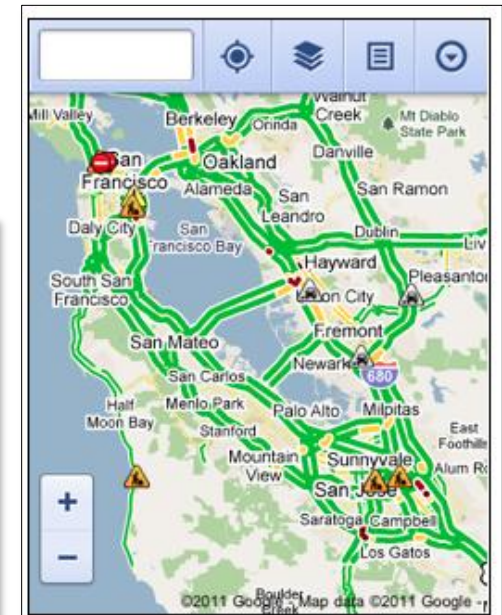 Walnut
Mill Valley
Berkeley
Orinda
Creek
Mt Diablo
State Park
San
Francisco
Oakland
Danville
Alameda
San
Leandro
San Ramon
Daly City
San
Francisco Bay
Dublin
Liv
Hayward
Pleasanton
South San
Francisco
Union City
Fremont
San Mateo
Newark
680
San Carlos
Half
Moon Bay
Menlo Park
Palo Alto
Milpitas
Stanford
East
Foothills
Mountain
View
Sunnyvale
Alum Ro
San Jose
Saratoga
Campbell
Los Gatos
Boulder
Creek
©2011 Google - Map data ©2011 Google -